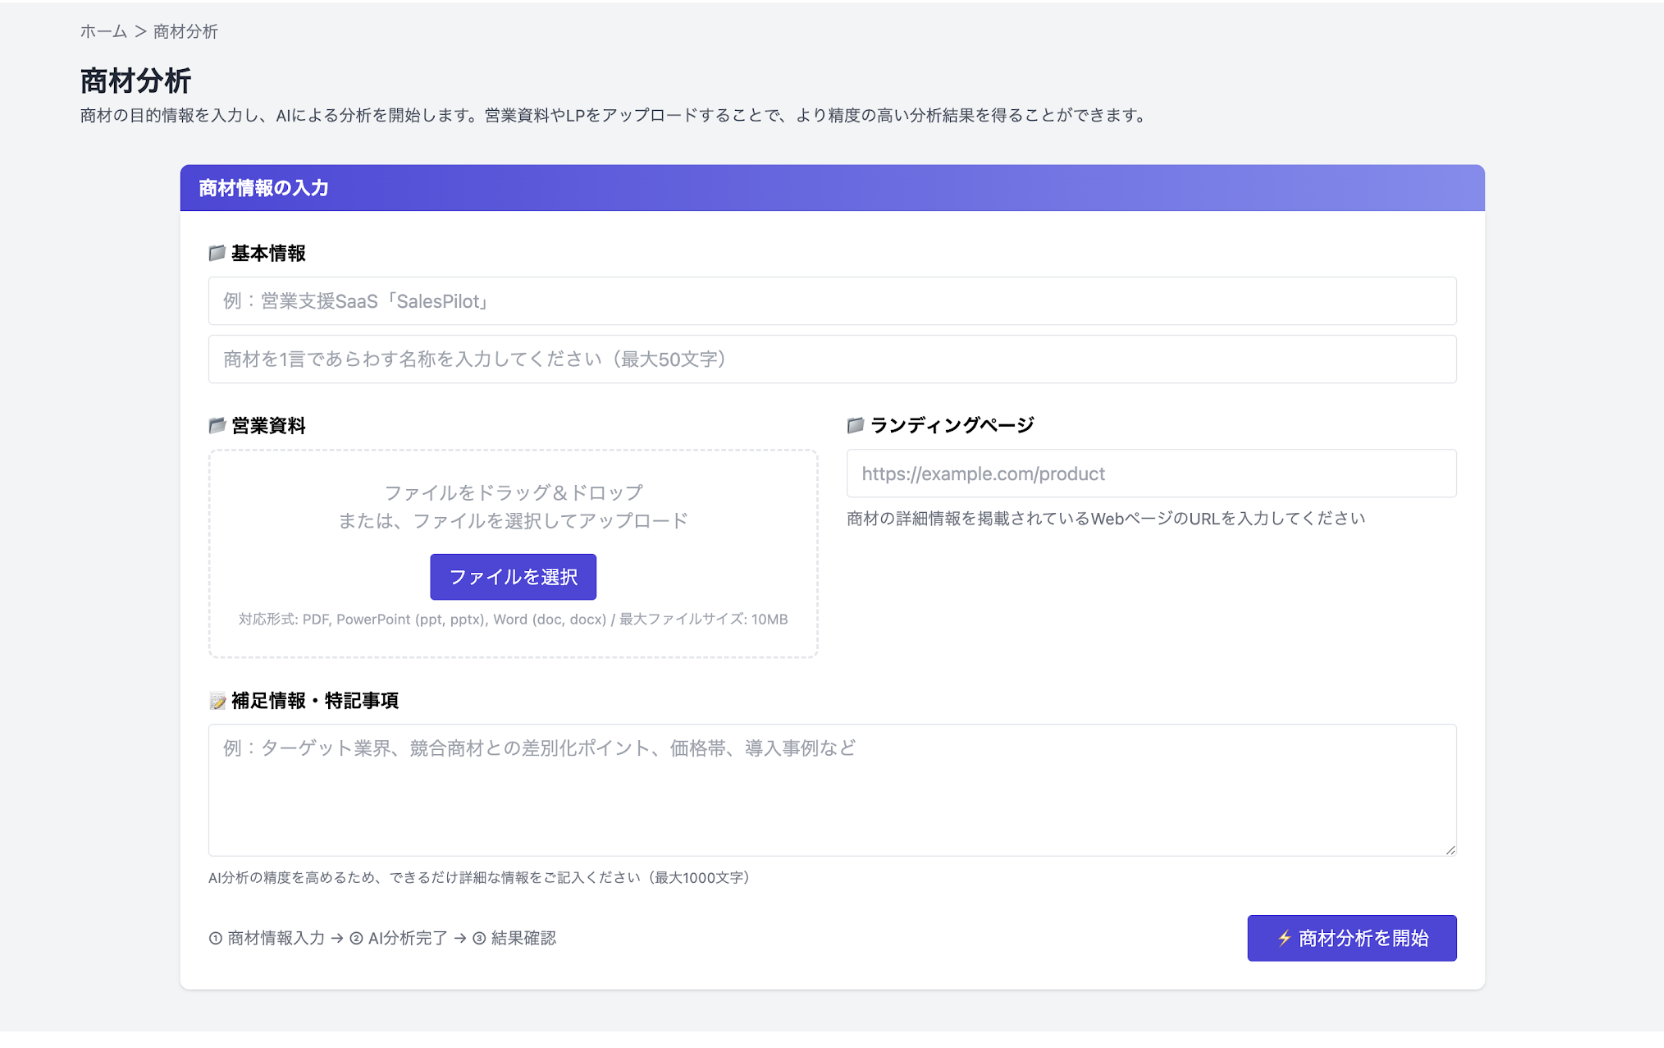 ホーム > 商材分析
商材分析
商材の目的情報を入力し、AIによる分析を開始します。営業資料やLPをアップロードすることで、より精度の高い分析結果を得ることができます。
商材情報の入力
基本情報
例：営業支援SaaS「SalesPilot」
商材を1言であらわす名称を入力してください（最大50文字）
営業資料
ファイルをドラッグ＆ドロップ
または、ファイルを選択してアップロード
ファイルを選択
対応形式: PDF, PowerPoint (ppt, pptx), Word (doc, docx) / 最大ファイルサイズ: 10MB
ランディングページ
https://example.com/product
商材の詳細情報を掲載されているWebページのURLを入力してください
補足情報・特記事項
例：ターゲット業界、競合商材との差別化ポイント、価格帯、導入事例など
AI分析の精度を高めるため、できるだけ詳細な情報をご記入ください（最大1000文字）
① 商材情報入力 → ② AI分析完了 → ③ 結果確認
⚡ 商材分析を開始